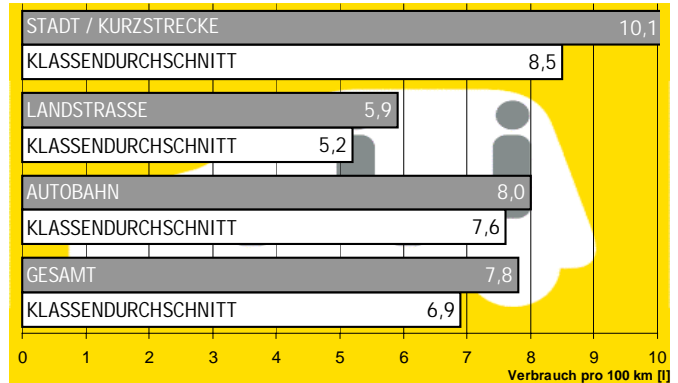 STADT / KURZSTRECKE 10,1
KLASSENDURCHSCHNITT 8,5
LANDSTRASSE 5,9
KLASSENDURCHSCHNITT 5,2
AUTOBAHN 8,0
KLASSENDURCHSCHNITT 7,6
GESAMT 7,8
KLASSENDURCHSCHNITT 6,9
0 1 2 3 4 5 6 7 8 9 10
Verbrauch pro 100 km [l]